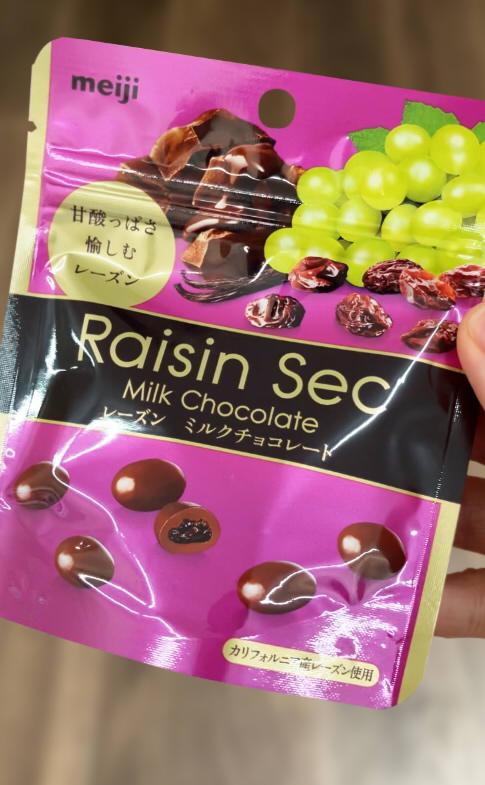 meiji
甘酸っぱさ
愉しむ
レーズン
Raisin Sec
Milk Chocolate
レーズン ミルクチョコレート
カリフォルニア産レーズン使用